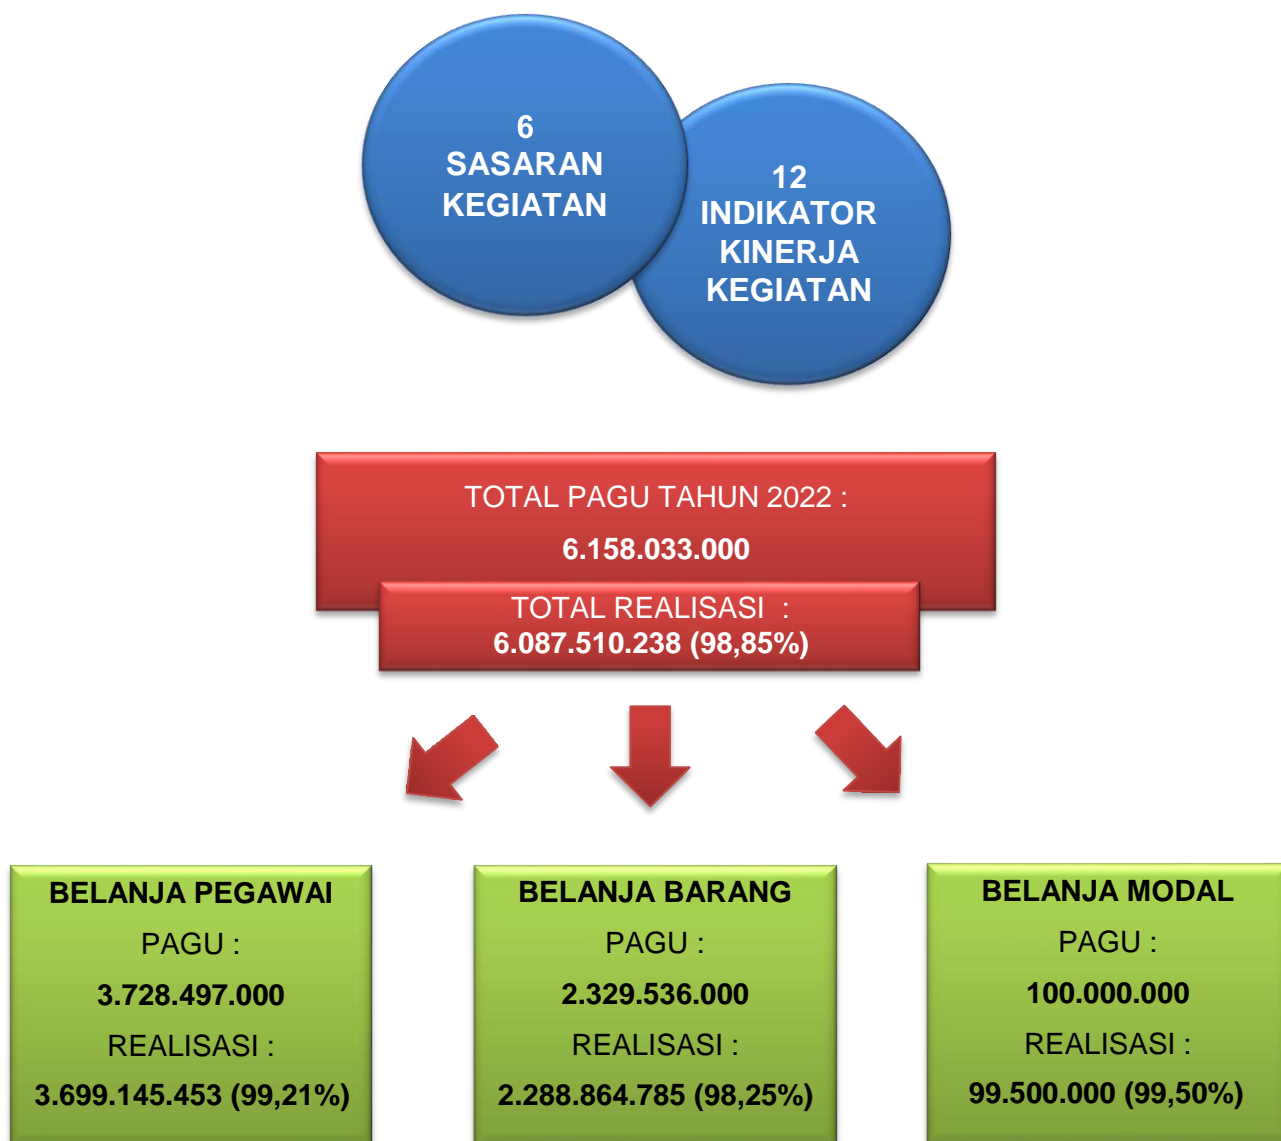 6
SASARAN
KEGIATAN
12
INDIKATOR
KINERJA
KEGIATAN
TOTAL PAGU TAHUN 2022 :
6.158.033.000
TOTAL REALISASI :
6.087.510.238 (98,85%)
BELANJA PEGAWAI
PAGU :
3.728.497.000
REALISASI :
3.699.145.453 (99,21%)
BELANJA BARANG
PAGU :
2.329.536.000
REALISASI :
2.288.864.785 (98,25%)
BELANJA MODAL
PAGU :
100.000.000
REALISASI :
99.500.000 (99,50%)